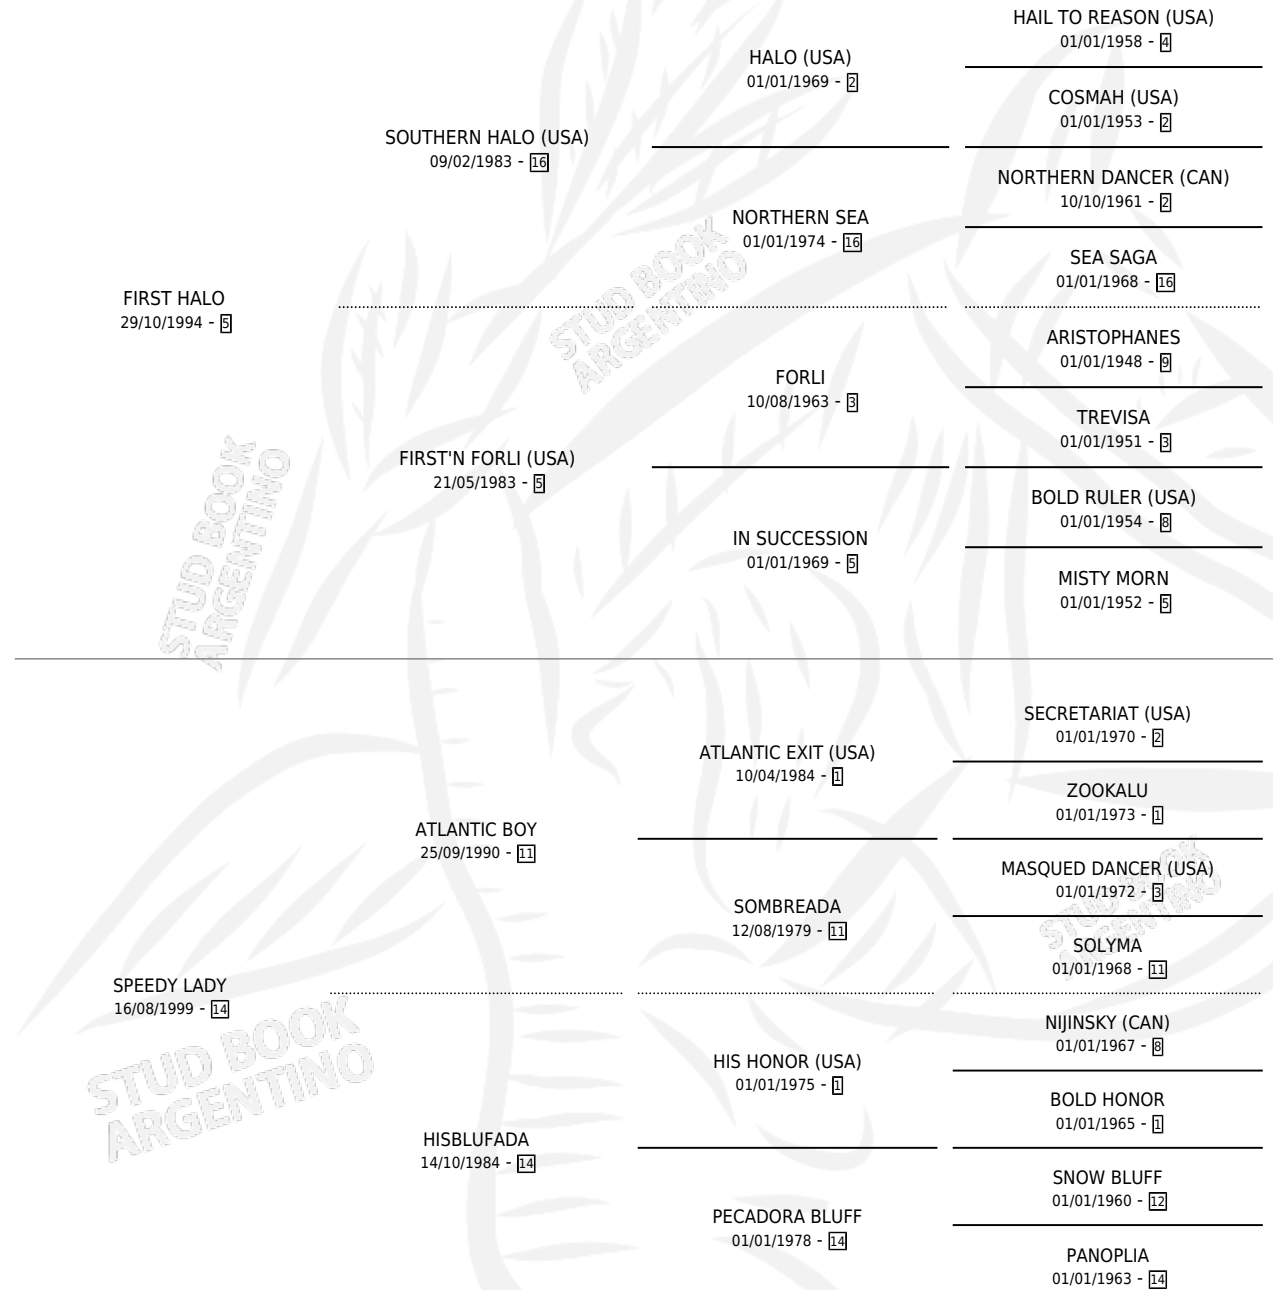 HAIL TO REASON (USA)
01/01/1958 - 4
HALO (USA)
01/01/1969 - 2
COSMAH (USA)
01/01/1953 - 2
SOUTHERN HALO (USA)
09/02/1983 - 16
NORTHERN DANCER (CAN)
10/10/1961 - 2
NORTHERN SEA
01/01/1974 - 16
SEA SAGA
01/01/1968 - 16
FIRST HALO
29/10/1994 - 5
STUD BOOK
ARGENTINO
ARISTOPHANES
01/01/1948 - 9
FORLI
10/08/1963 - 3
TREVISA
01/01/1951 - 3
FIRST'N FORLI (USA)
21/05/1983 - 5
BOLD RULER (USA)
01/01/1954 - 8
IN SUCCESSION
01/01/1969 - 5
MISTY MORN
01/01/1952 - 5
STUD BOOK
ARGENTINO
SECRETARIAT (USA)
01/01/1970 - 2
ATLANTIC EXIT (USA)
10/04/1984 - 1
ZOOKALU
01/01/1973 - 1
ATLANTIC BOY
25/09/1990 - 11
MASQUED DANCER (USA)
01/01/1972 - 3
SOMBREADA
12/08/1979 - 11
STUD BOOK
ARGENTINO
SOLYMA
01/01/1968 - 11
SPEEDY LADY
16/08/1999 - 14
NIJINSKY (CAN)
01/01/1967 - 8
HIS HONOR (USA)
01/01/1975 - 1
STUD BOOK
ARGENTINO
BOLD HONOR
01/01/1965 - 1
HISBLUFADA
14/10/1984 - 14
SNOW BLUFF
01/01/1960 - 12
PECADORA BLUFF
01/01/1978 - 14
PANOPLIA
01/01/1963 - 14